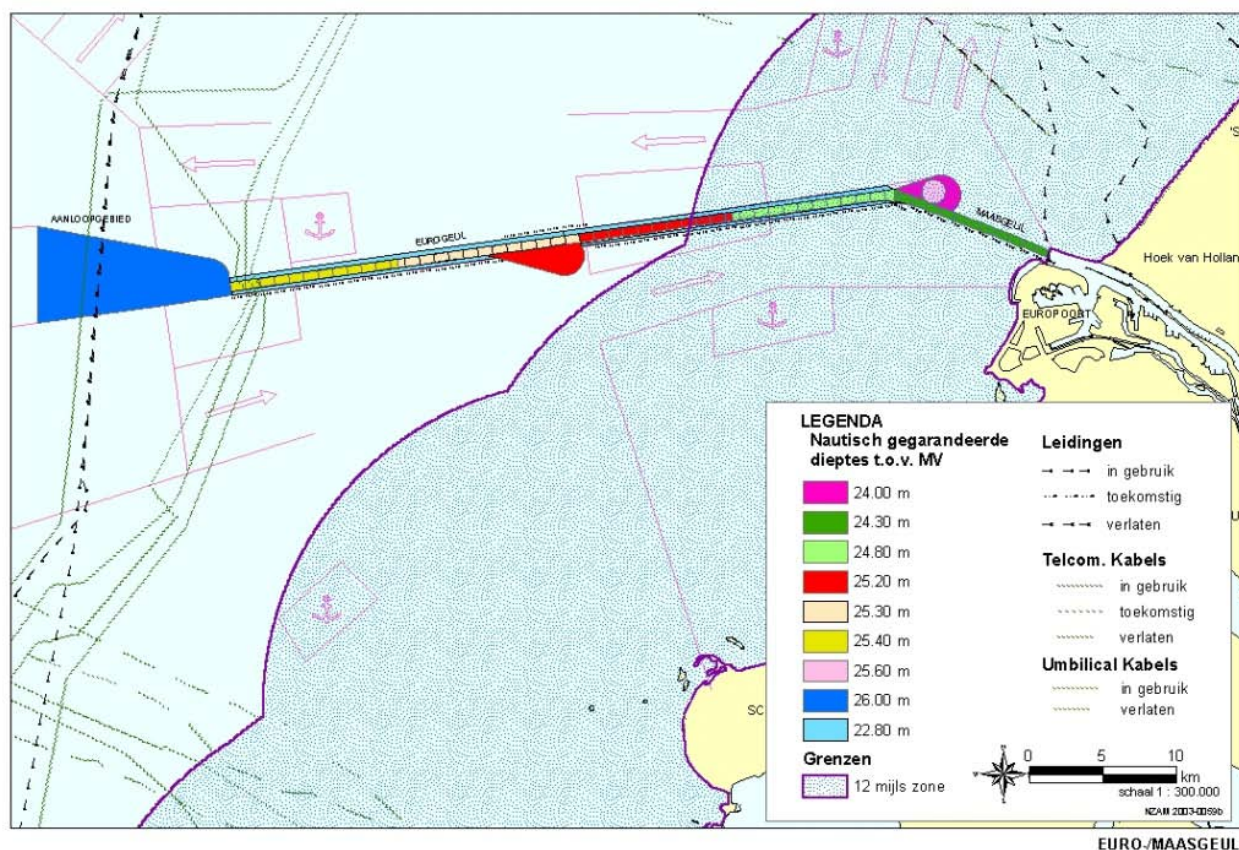 AANLOOPGEBIED
EUROGEUL
MAASGEUL
'S
Hoek van Hollan
EUROPOORT
SC
U
LEGENDA
Nautisch gegarandeerde
dieptes t.o.v. MV
24.00 m
24.30 m
24.80 m
25.20 m
25.30 m
25.40 m
25.60 m
26.00 m
22.80 m
Grenzen
12 mijls zone
Leidingen
in gebruik
toekomstig
verlaten
Telcom. Kabels
in gebruik
toekomstig
verlaten
Umbilical Kabels
in gebruik
verlaten
0 5 10
km
schaal 1 : 300.000
NZAM 2003-0059b
EURO-/MAASGEUL